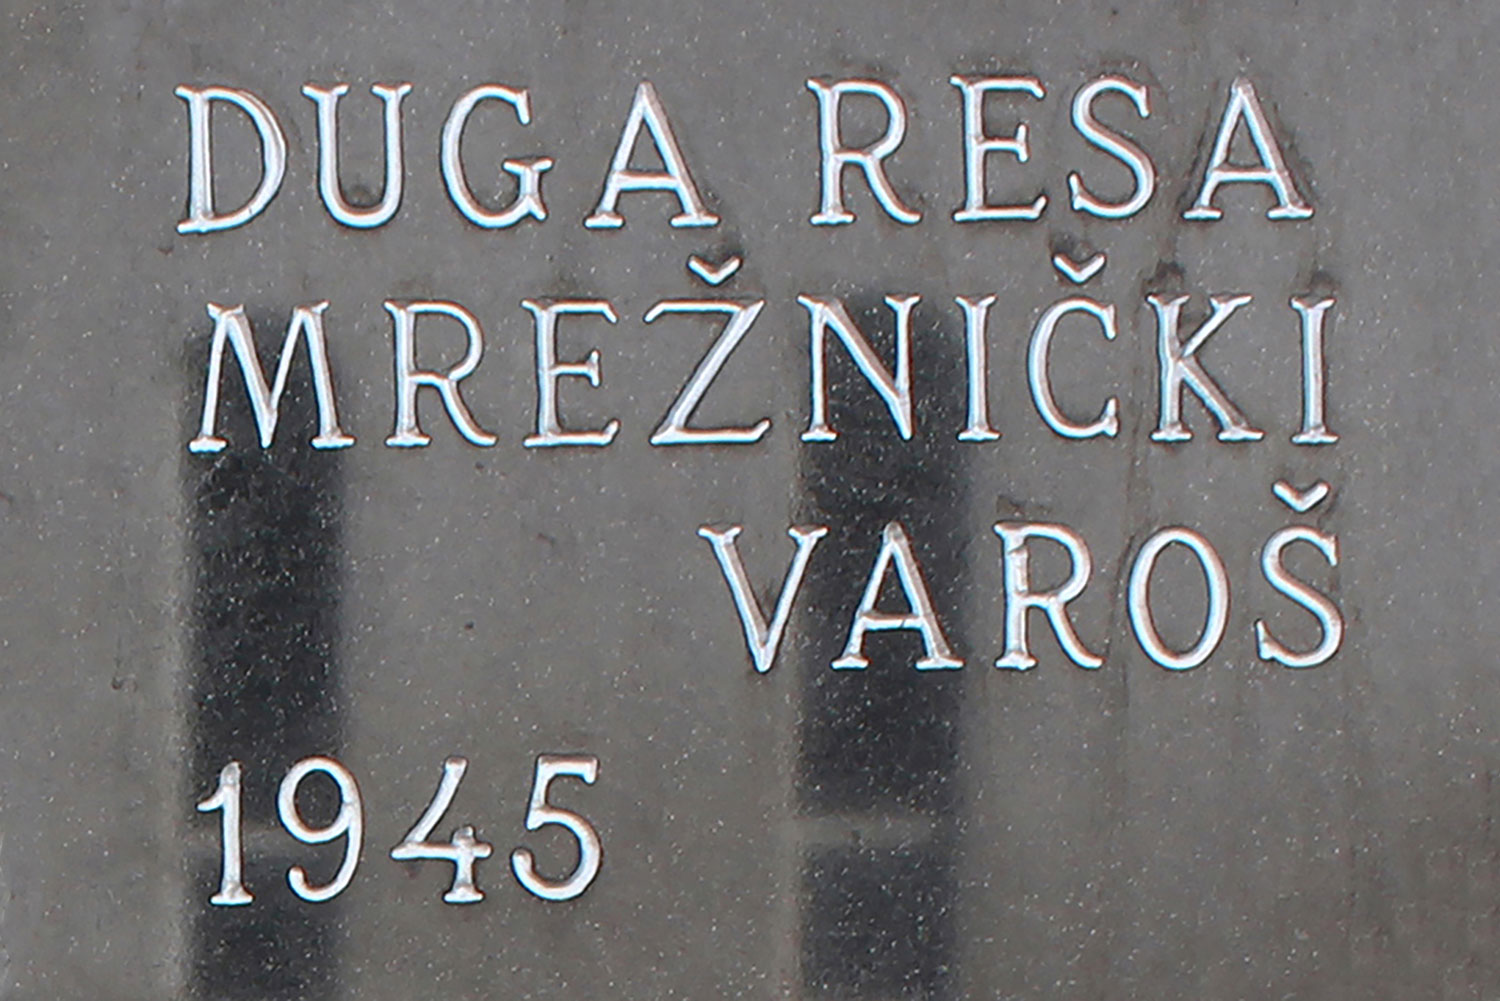 DUGA RESA
MREŽNIČKI
VAROŠ
1945